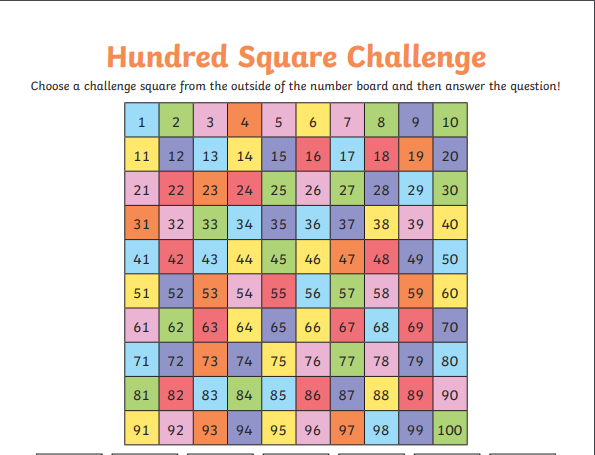 Hundred Square Challenge
Choose a challenge square from the outside of the number board and then answer the question!
1 2 3 4 5 6 7 8 9 10
11 12 13 14 15 16 17 18 19 20
21 22 23 24 25 26 27 28 29 30
31 32 33 34 35 36 37 38 39 40
41 42 43 44 45 46 47 48 49 50
51 52 53 54 55 56 57 58 59 60
61 62 63 64 65 66 67 68 69 70
71 72 73 74 75 76 77 78 79 80
81 82 83 84 85 86 87 88 89 90
91 92 93 94 95 96 97 98 99 100